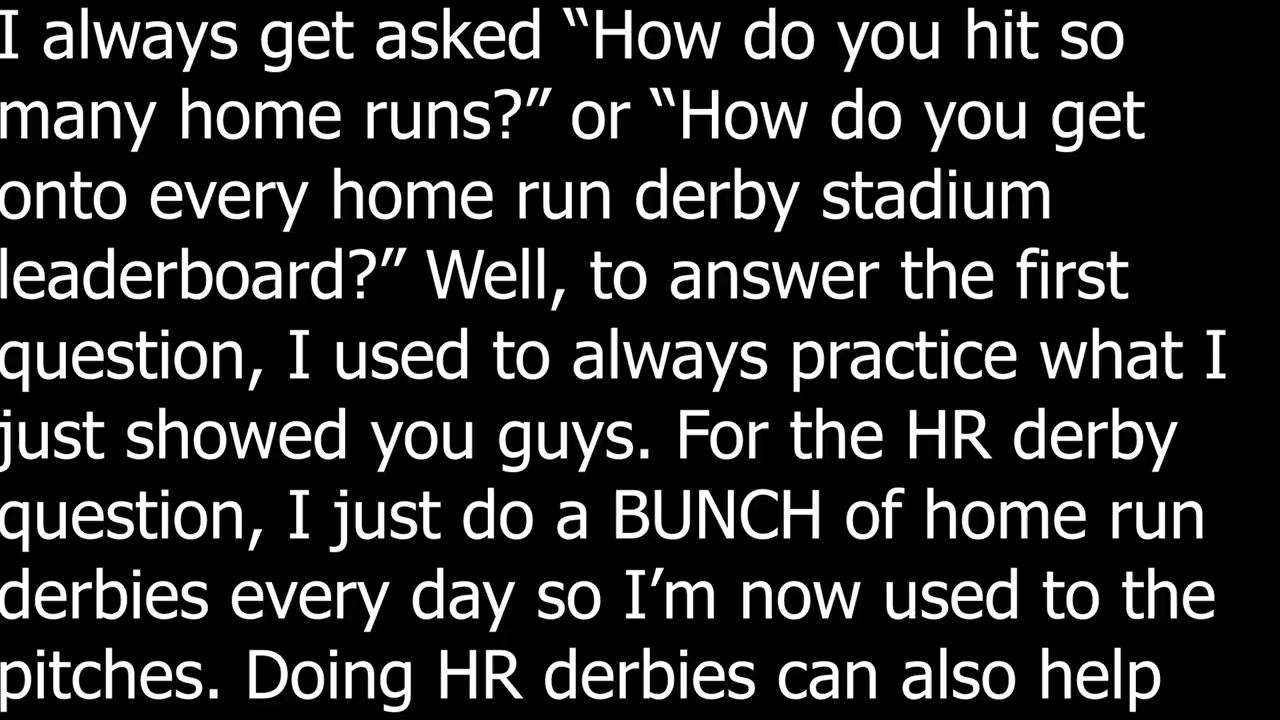 I always get asked “How do you hit so
many home runs?” or “How do you get
onto every home run derby stadium
leaderboard?” Well, to answer the first
question, I used to always practice what I
just showed you guys. For the HR derby
question, I just do a BUNCH of home run
derbies every day so I’m now used to the
pitches. Doing HR derbies can also help